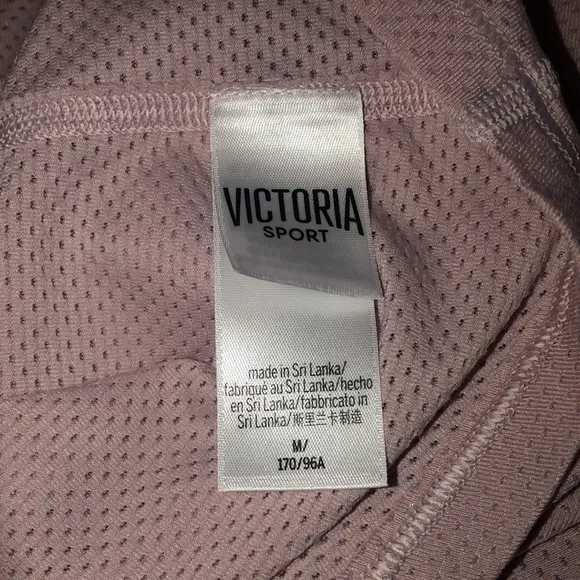 VICTORIA
SPORT
made in Sri Lanka/
fabriqué au Sri Lanka/hecho
en Sri Lanka/fabbricato in
Sri Lanka/斯里兰卡制造
M/
170/96A